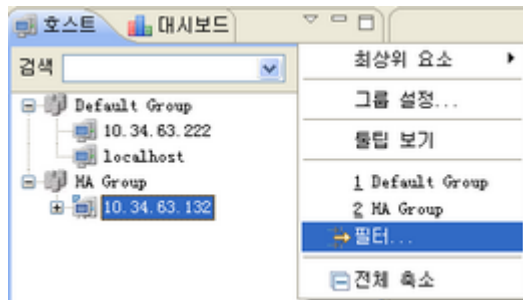 호스트 대시보드
검색
Default Group
10.34.63.222
localhost
HA Group
10.34.63.132
최상위 요소
그룹 설정...
툴팁 보기
1 Default Group
2 HA Group
필터...
전체 축소